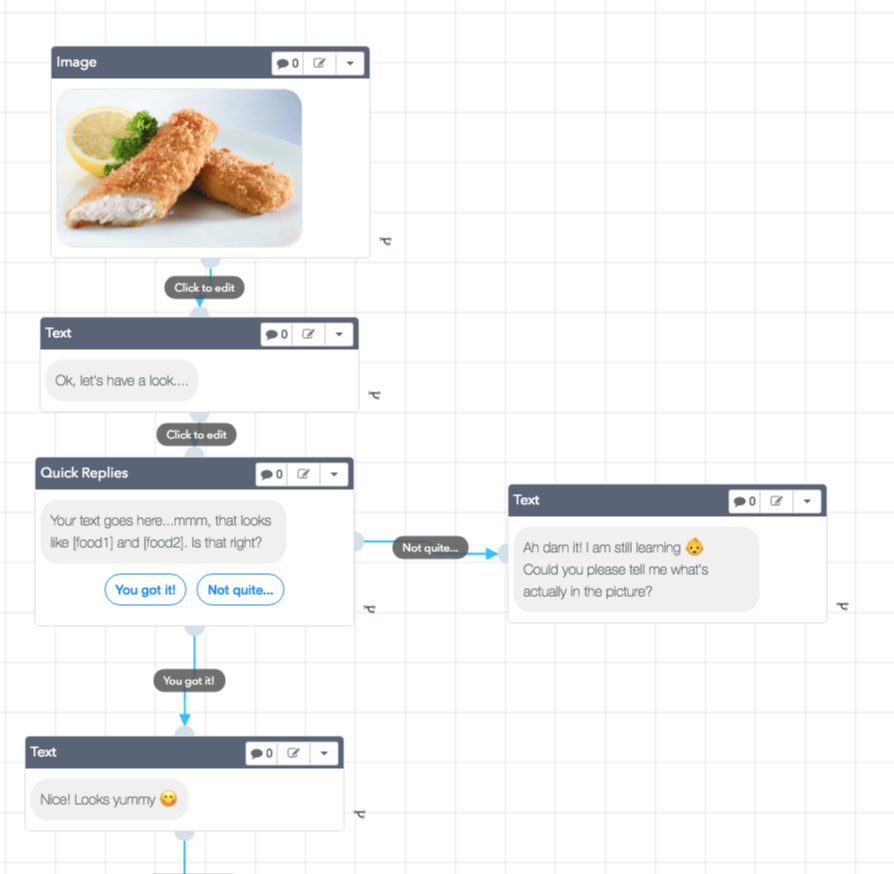 Image
0
Click to edit
Text
0
Ok, let's have a look....
Click to edit
Quick Replies
0
Your text goes here...mmm, that looks
like [food1] and [food2]. Is that right?
You got it!
Not quite...
Not quite...
Text
0
Ah darn it! I am still learning 👶
Could you please tell me what's
actually in the picture?
You got it!
Text
0
Nice! Looks yummy 😋